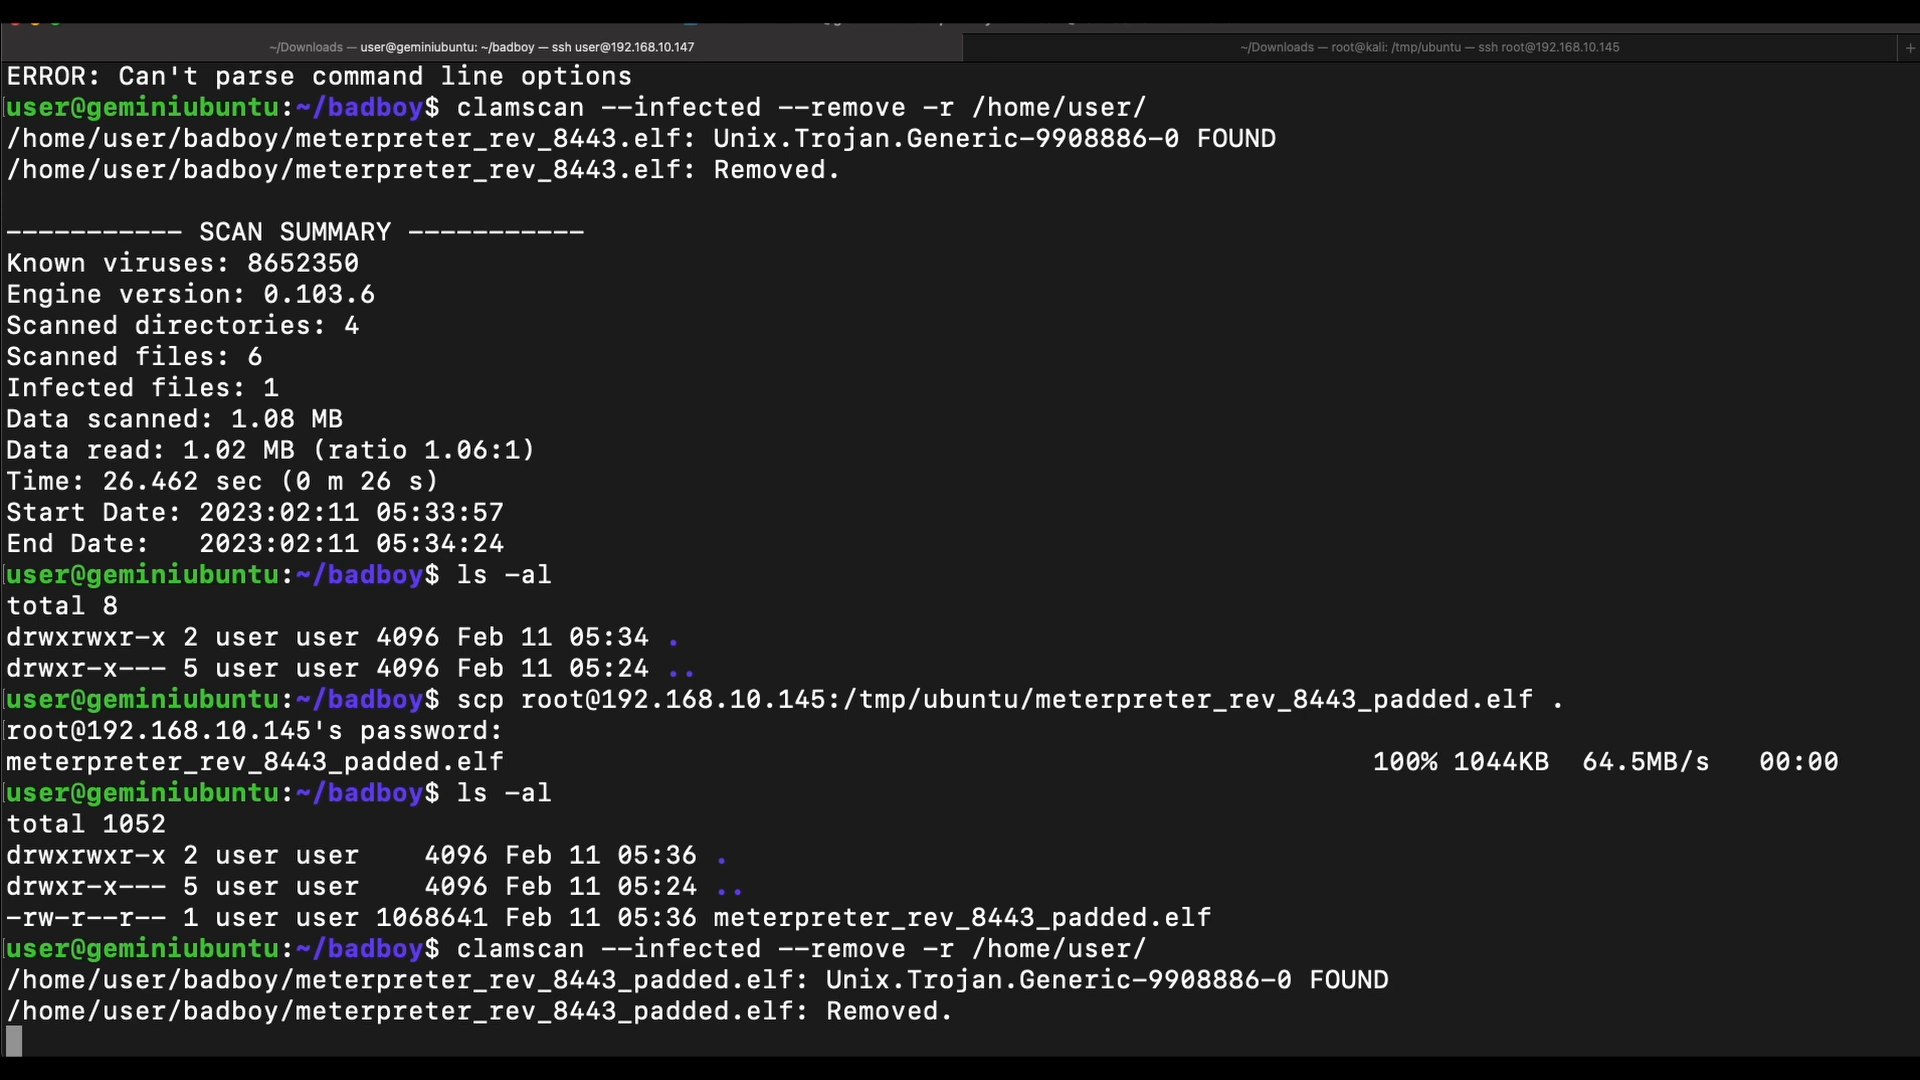 ~/Downloads — user@geminiubuntu: ~/badboy — ssh user@192.168.10.147
~/Downloads — root@kali: /tmp/ubuntu — ssh root@192.168.10.145
+
ERROR: Can't parse command line options
user@geminiubuntu:~/badboy$ clamscan --infected --remove -r /home/user/
/home/user/badboy/meterpreter_rev_8443.elf: Unix.Trojan.Generic-9908886-0 FOUND
/home/user/badboy/meterpreter_rev_8443.elf: Removed.
----------- SCAN SUMMARY -----------
Known viruses: 8652350
Engine version: 0.103.6
Scanned directories: 4
Scanned files: 6
Infected files: 1
Data scanned: 1.08 MB
Data read: 1.02 MB (ratio 1.06:1)
Time: 26.462 sec (0 m 26 s)
Start Date: 2023:02:11 05:33:57
End Date:   2023:02:11 05:34:24
user@geminiubuntu:~/badboy$ ls -al
total 8
drwxrwxr-x 2 user user 4096 Feb 11 05:34 .
drwxr-x--- 5 user user 4096 Feb 11 05:24 ..
user@geminiubuntu:~/badboy$ scp root@192.168.10.145:/tmp/ubuntu/meterpreter_rev_8443_padded.elf .
root@192.168.10.145's password:
meterpreter_rev_8443_padded.elf 100% 1044KB 64.5MB/s 00:00
user@geminiubuntu:~/badboy$ ls -al
total 1052
drwxrwxr-x 2 user user    4096 Feb 11 05:36 .
drwxr-x--- 5 user user    4096 Feb 11 05:24 ..
-rw-r--r-- 1 user user 1068641 Feb 11 05:36 meterpreter_rev_8443_padded.elf
user@geminiubuntu:~/badboy$ clamscan --infected --remove -r /home/user/
/home/user/badboy/meterpreter_rev_8443_padded.elf: Unix.Trojan.Generic-9908886-0 FOUND
/home/user/badboy/meterpreter_rev_8443_padded.elf: Removed.